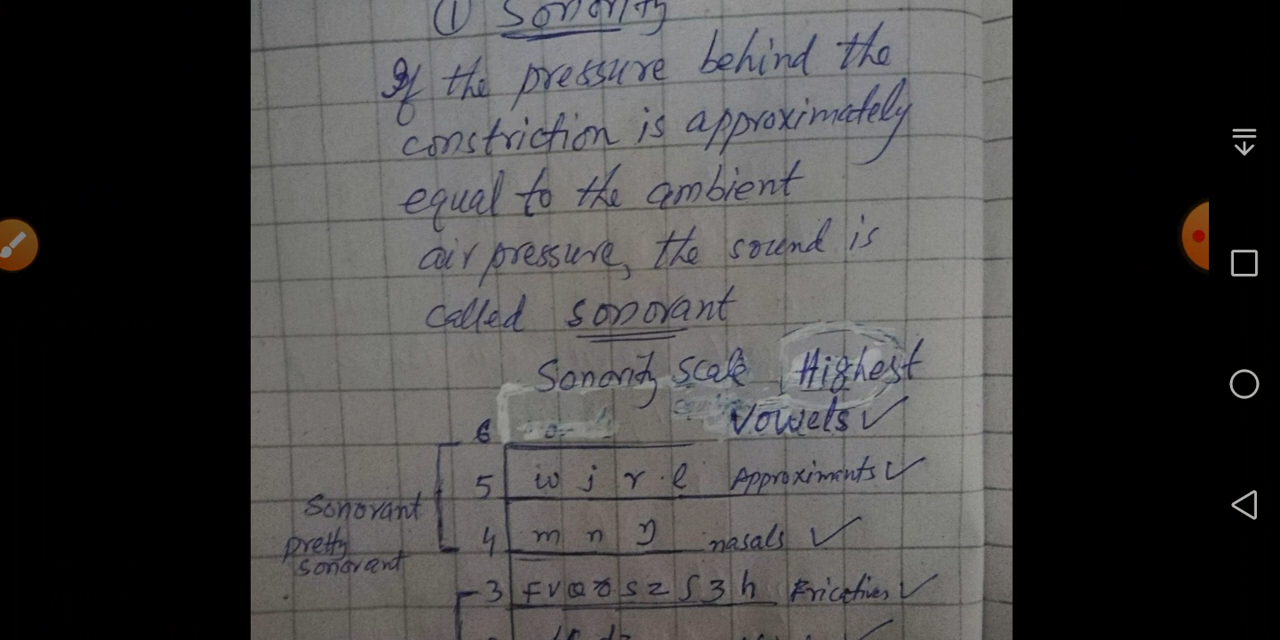 ① Sonority
If the pressure behind the
constriction is approximately
equal to the ambient
air pressure, the sound is
called sonorant
Sonority Scale Highest
6 Vowels ✓
5 w j r l Approximents ✓
Sonorant
4 m n ŋ nasals ✓
pretty
sonorant
3 f v θ ð s z ʃ ʒ h Fricatives ✓